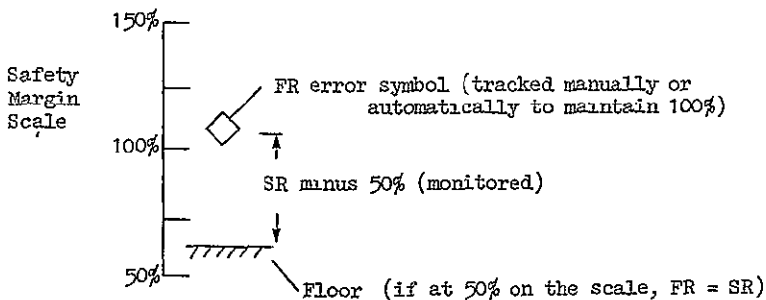 150%
Safety
Margin
Scale
FR error symbol (tracked manually or
automatically to maintain 100%)
100%
SR minus 50% (monitored)
50%
Floor (if at 50% on the scale, FR = SR)